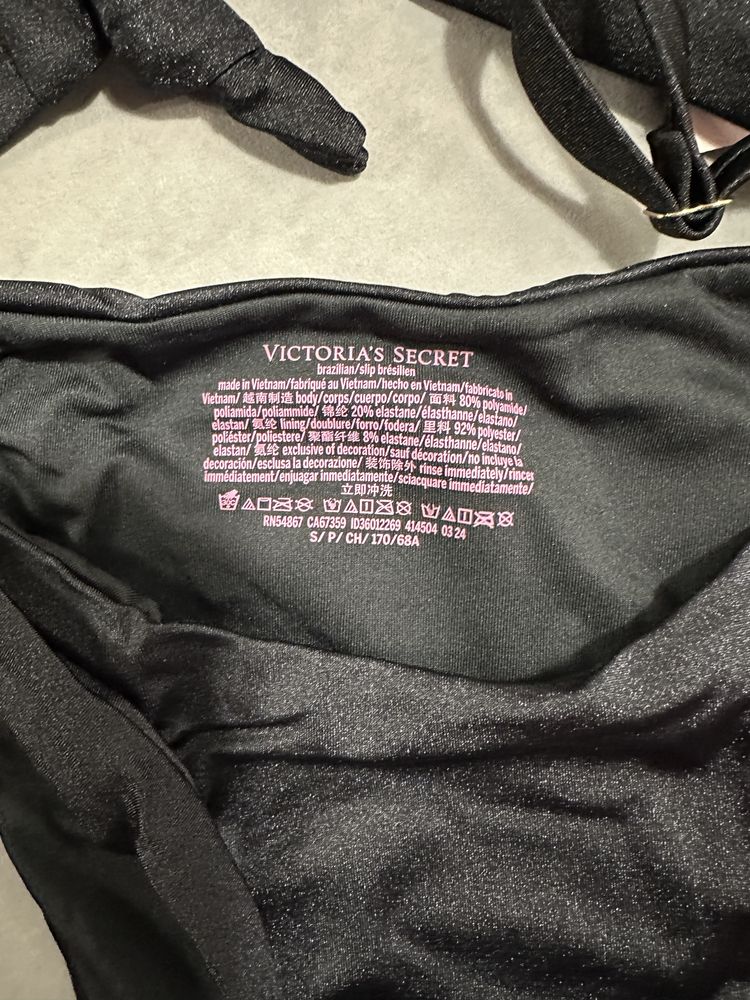 VICTORIA'S SECRET
brazilian/slip brésilien
made in Vietnam/fabriqué au Vietnam/hecho en Vietnam/fabbricato in
Vietnam/ 越南制造 body/corps/cuerpo/corpo/ 面料 80% polyamide/
poliamida/poliammide/ 锦纶 20% elastane/élasthanne/elastano/
elastan/ 氨纶 lining/doublure/forro/fodera/ 里料 92% polyester/
poliéster/poliestere/ 聚酯纤维 8% elastane/élasthanne/elastano/
elastan/ 氨纶 exclusive of decoration/sauf décoration/no incluye la
decoración/esclusa la decorazione/ 装饰除外 rinse immediately/rincer
immédiatement/enjuagar inmediatamente/sciacquare immediatamente/
立即冲洗
RN54867 CA67359 ID36012269 414504 03 24
S/ P/ CH/ 170/68A